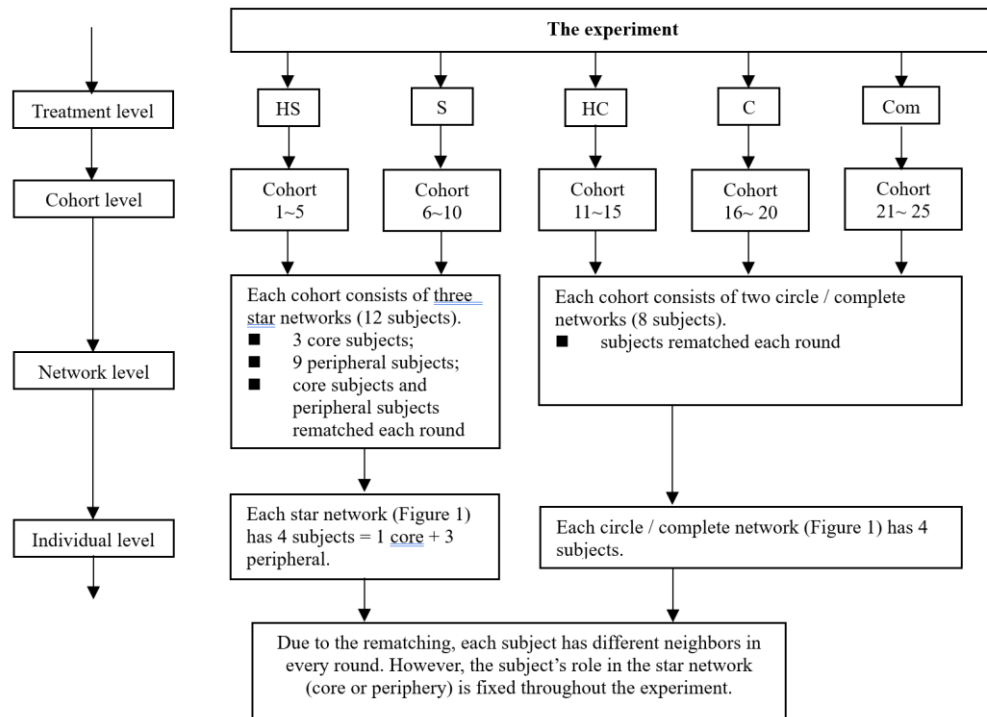 The experiment
Treatment level
HS
S
HC
C
Com
Cohort level
Cohort
1~5
Cohort
6~10
Cohort
11~15
Cohort
16~ 20
Cohort
21~ 25
Network level
Each cohort consists of three
star networks (12 subjects).
■ 3 core subjects;
■ 9 peripheral subjects;
■ core subjects and
peripheral subjects
rematched each round
Each cohort consists of two circle / complete
networks (8 subjects).
■ subjects rematched each round
Individual level
Each star network (Figure 1)
has 4 subjects = 1 core + 3
peripheral.
Each circle / complete network (Figure 1) has 4
subjects.
Due to the rematching, each subject has different neighbors in
every round. However, the subject’s role in the star network
(core or periphery) is fixed throughout the experiment.